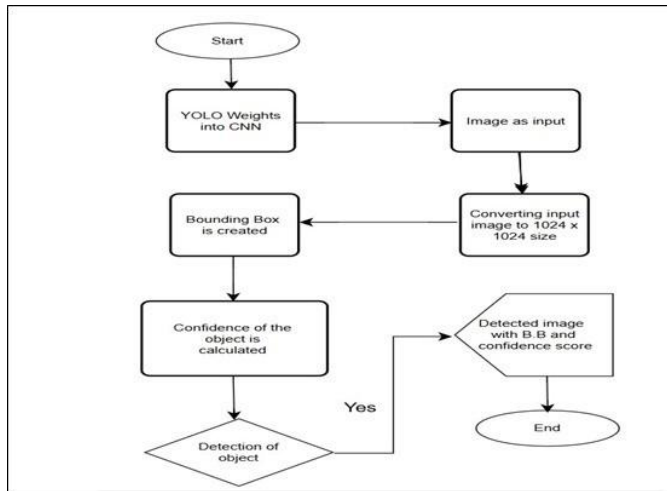 Start
YOLO Weights
into CNN
Image as input
Converting input
image to 1024 x
1024 size
Bounding Box
is created
Confidence of the
object is
calculated
Detection of
object
Yes
Detected image
with B.B and
confidence score
End